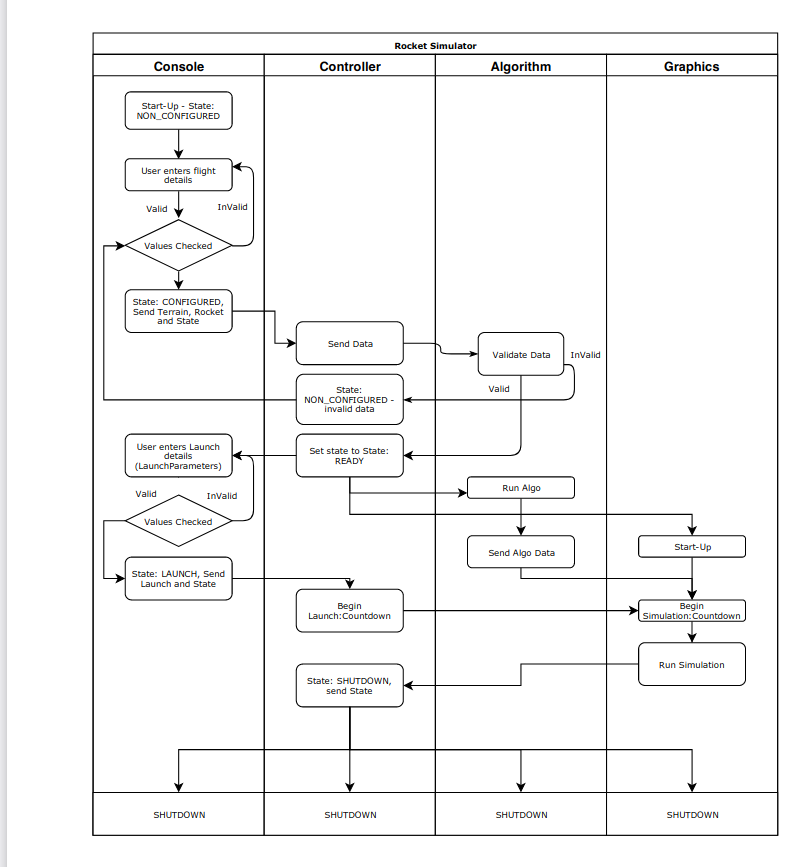 Rocket Simulator
Console
Controller
Algorithm
Graphics
Start-Up - State:
NON_CONFIGURED
User enters flight
details
Valid
InValid
Values Checked
State: CONFIGURED,
Send Terrain, Rocket
and State
Send Data
Validate Data
InValid
State:
NON_CONFIGURED -
invalid data
Valid
User enters Launch
details
(LaunchParameters)
Set state to State:
READY
Run Algo
Valid
InValid
Values Checked
Send Algo Data
Start-Up
State: LAUNCH, Send
Launch and State
Begin
Launch:Countdown
Begin
Simulation:Countdown
Run Simulation
State: SHUTDOWN,
send State
SHUTDOWN
SHUTDOWN
SHUTDOWN
SHUTDOWN